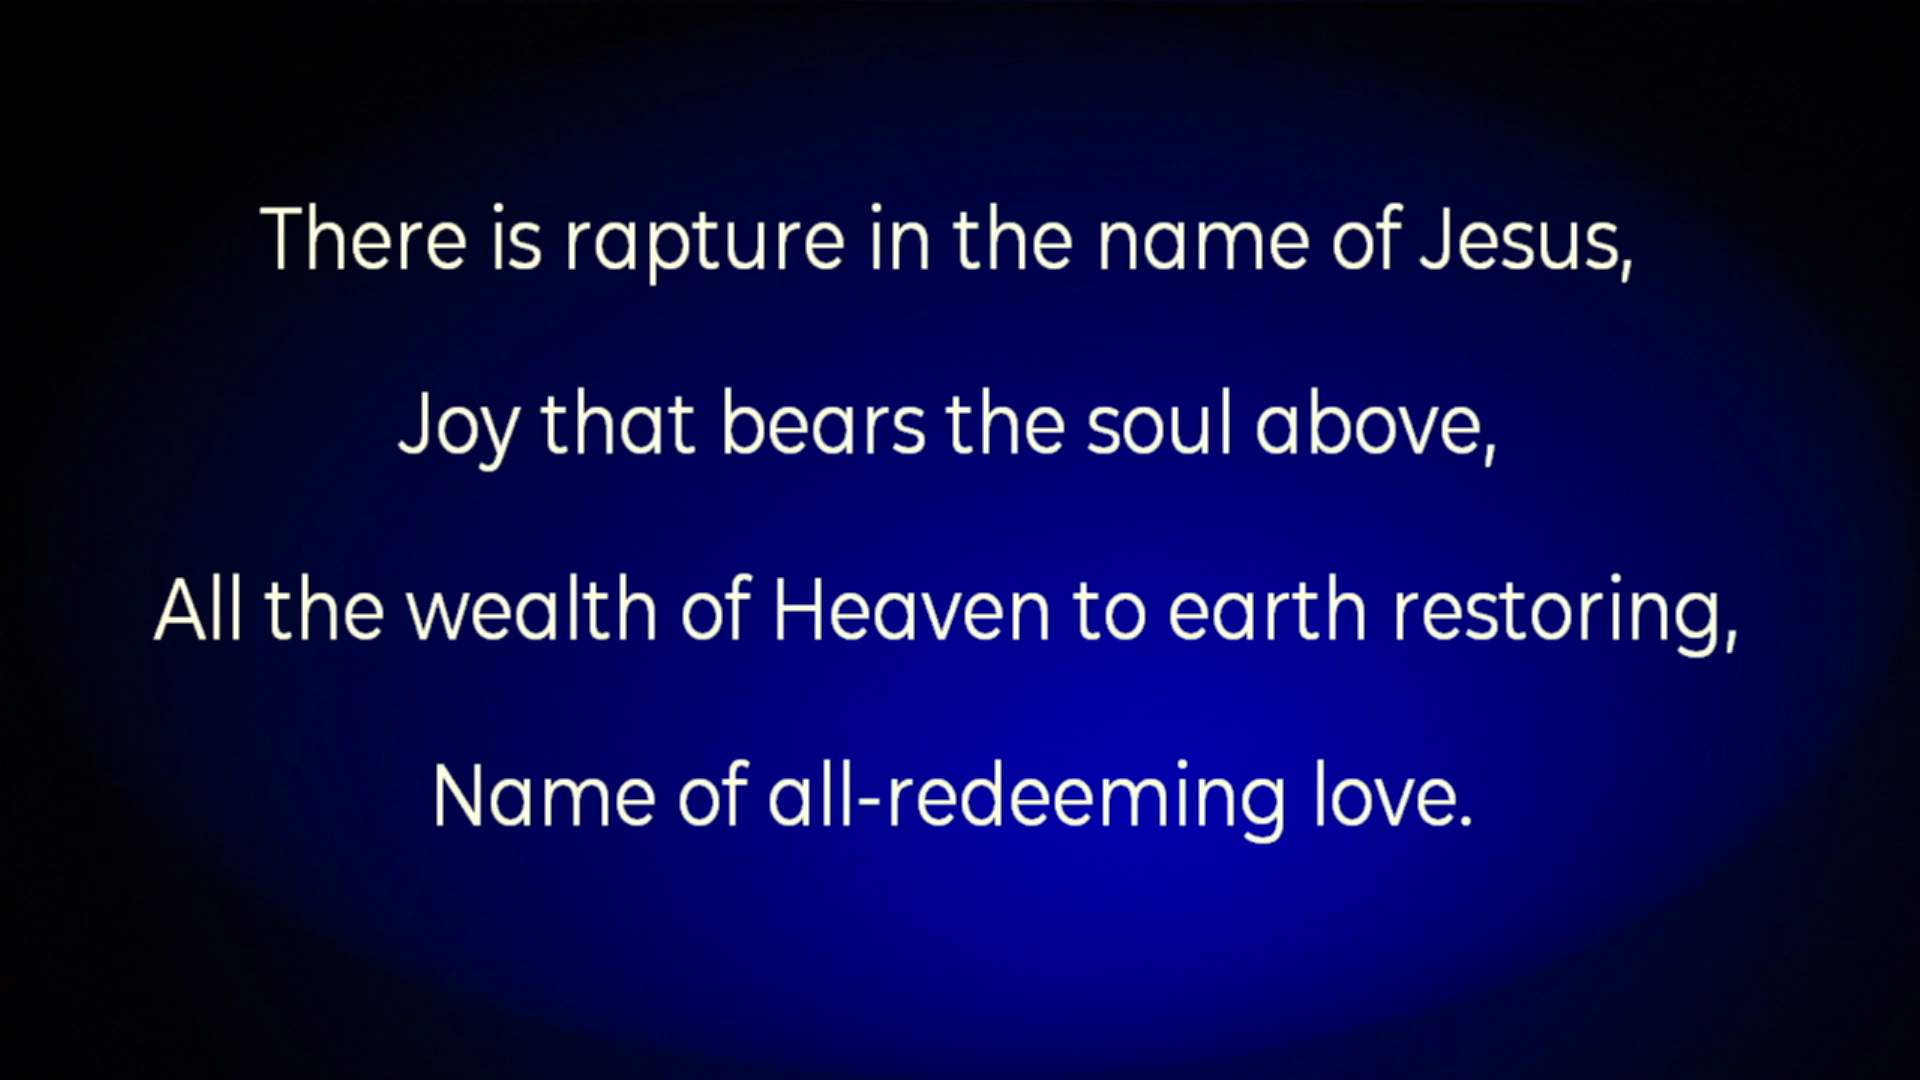 There is rapture in the name of Jesus,
Joy that bears the soul above,
All the wealth of Heaven to earth restoring,
Name of all-redeeming love.